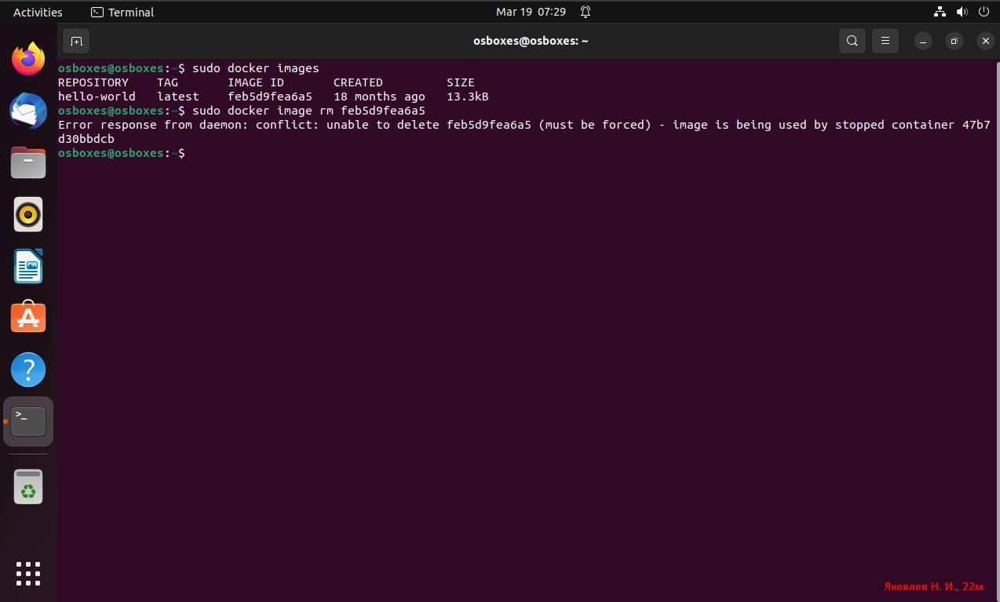 Activities Terminal Mar 19 07:29
osboxes@osboxes: ~
osboxes@osboxes:~$ sudo docker images
REPOSITORY TAG IMAGE ID CREATED SIZE
hello-world latest feb5d9fea6a5 18 months ago 13.3kB
osboxes@osboxes:~$ sudo docker image rm feb5d9fea6a5
Error response from daemon: conflict: unable to delete feb5d9fea6a5 (must be forced) - image is being used by stopped container 47b7
d30bbdcb
osboxes@osboxes:~$
Яковлев Н. И., 22м